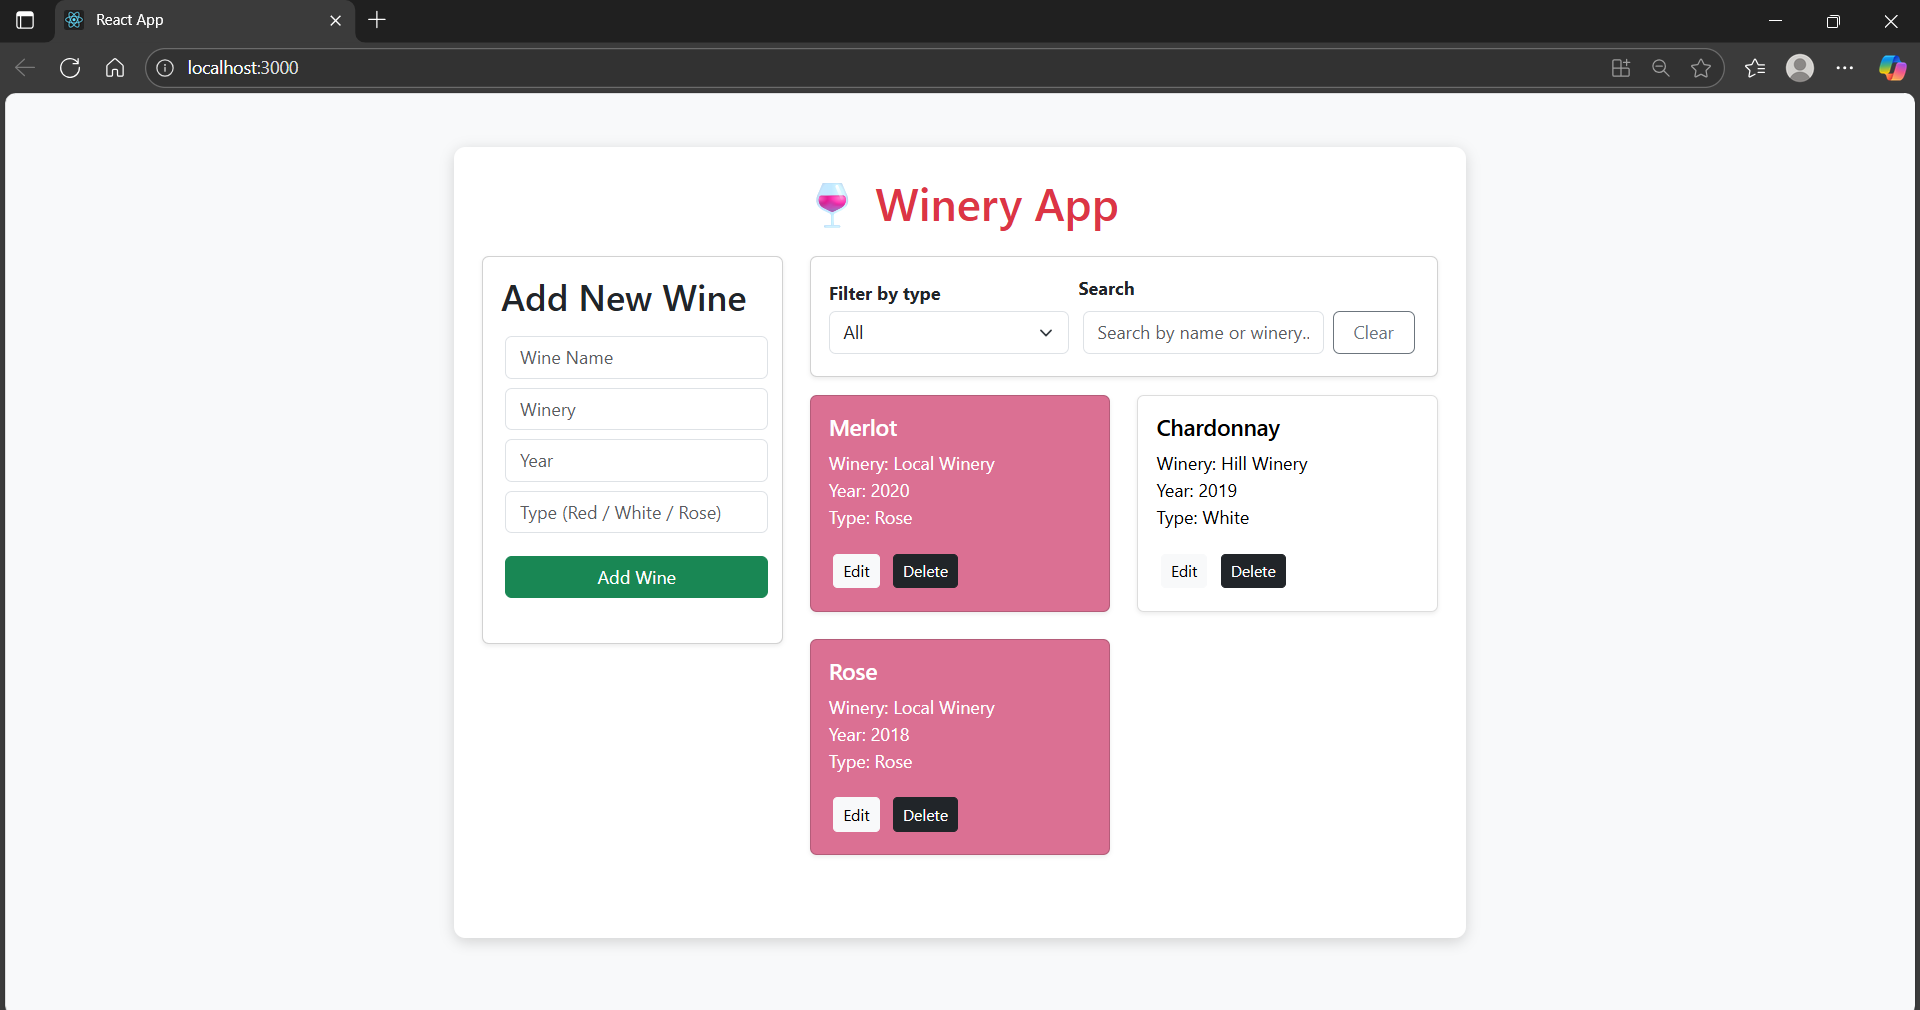 React App
localhost:3000
Winery App
Add New Wine
Wine Name
Winery
Year
Type (Red / White / Rose)
Add Wine
Filter by type
Search
All
Search by name or winery..
Clear
Merlot
Winery: Local Winery
Year: 2020
Type: Rose
Edit
Delete
Chardonnay
Winery: Hill Winery
Year: 2019
Type: White
Edit
Delete
Rose
Winery: Local Winery
Year: 2018
Type: Rose
Edit
Delete